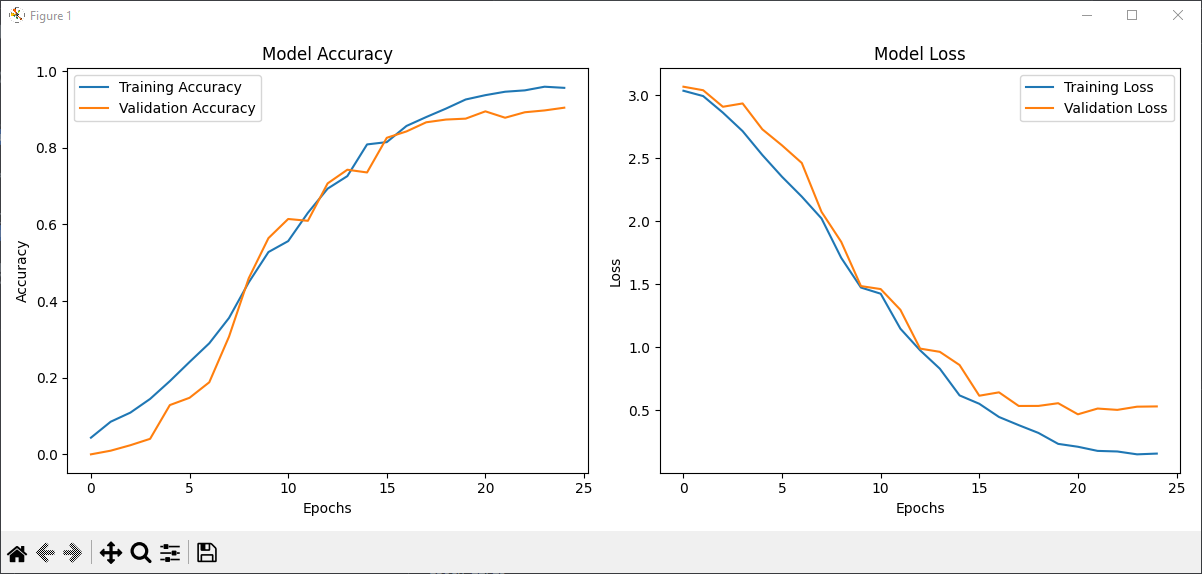 Figure 1
Model Accuracy
Training Accuracy
Validation Accuracy
1.0
0.8
0.6
0.4
0.2
0.0
Accuracy
0 5 10 15 20 25
Epochs
Model Loss
Training Loss
Validation Loss
3.0
2.5
2.0
1.5
1.0
0.5
Loss
0 5 10 15 20 25
Epochs